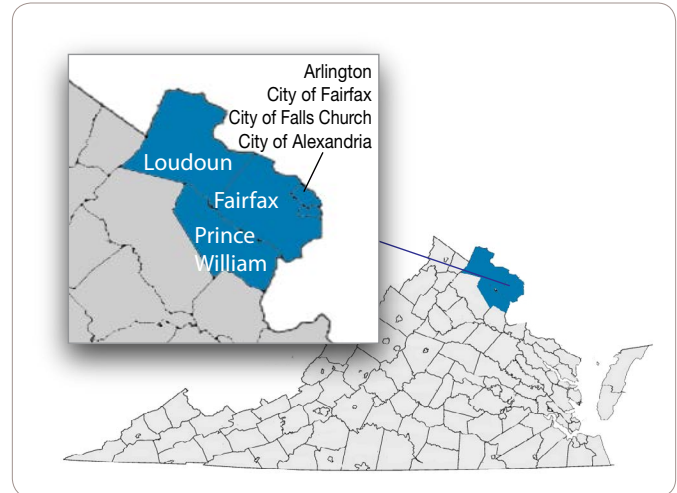 Arlington
City of Fairfax
City of Falls Church
City of Alexandria
Loudoun
Fairfax
Prince
William